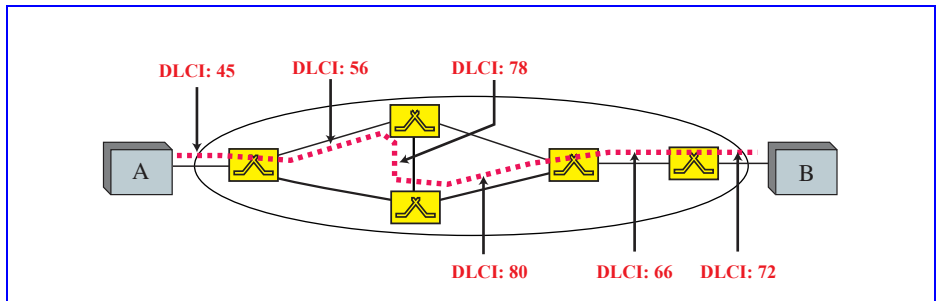 DLCI: 45
DLCI: 56
DLCI: 78
A
B
DLCI: 80
DLCI: 66
DLCI: 72